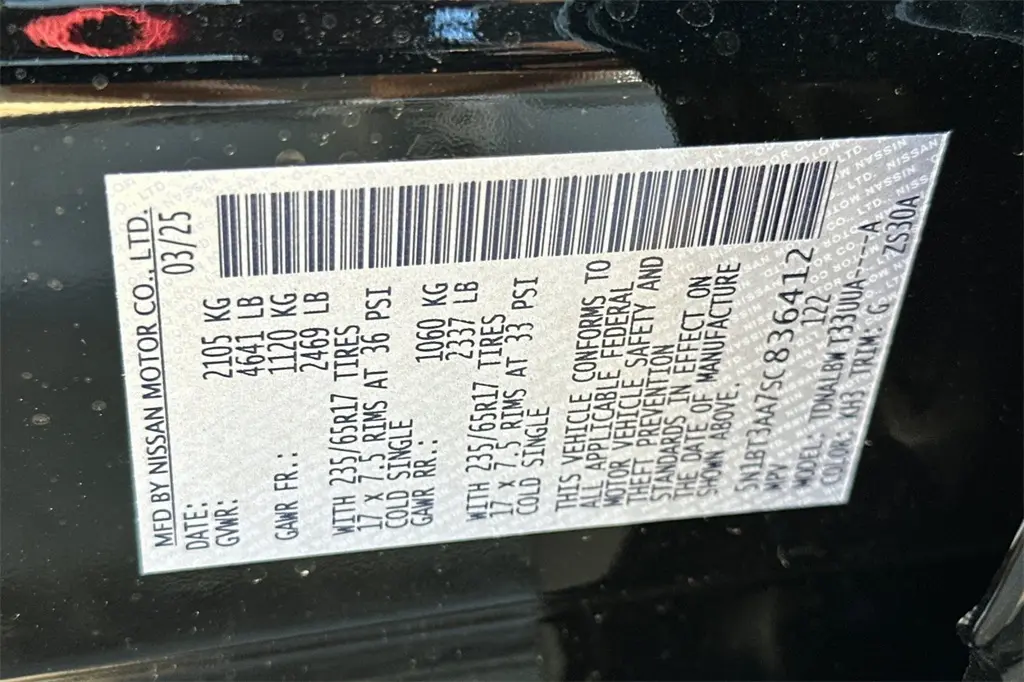 MFD BY NISSAN MOTOR CO., LTD.
DATE: 03/25
GVWR: 2105 KG
4641 LB
GAWR FR.: 1120 KG
2469 LB
WITH 235/65R17 TIRES
17 X 7.5 RIMS AT 36 PSI
COLD SINGLE
GAWR RR.: 1060 KG
2337 LB
WITH 235/65R17 TIRES
17 X 7.5 RIMS AT 33 PSI
COLD SINGLE
THIS VEHICLE CONFORMS TO
ALL APPLICABLE FEDERAL
MOTOR VEHICLE SAFETY AND
THEFT PREVENTION
STANDARDS IN EFFECT ON
THE DATE OF MANUFACTURE
SHOWN ABOVE.
5N1BT3AA7SC836412
MPV 122
MODEL: TDNALBWT33UUA----A
COLOR: KH3 TRIM: G ZS30A